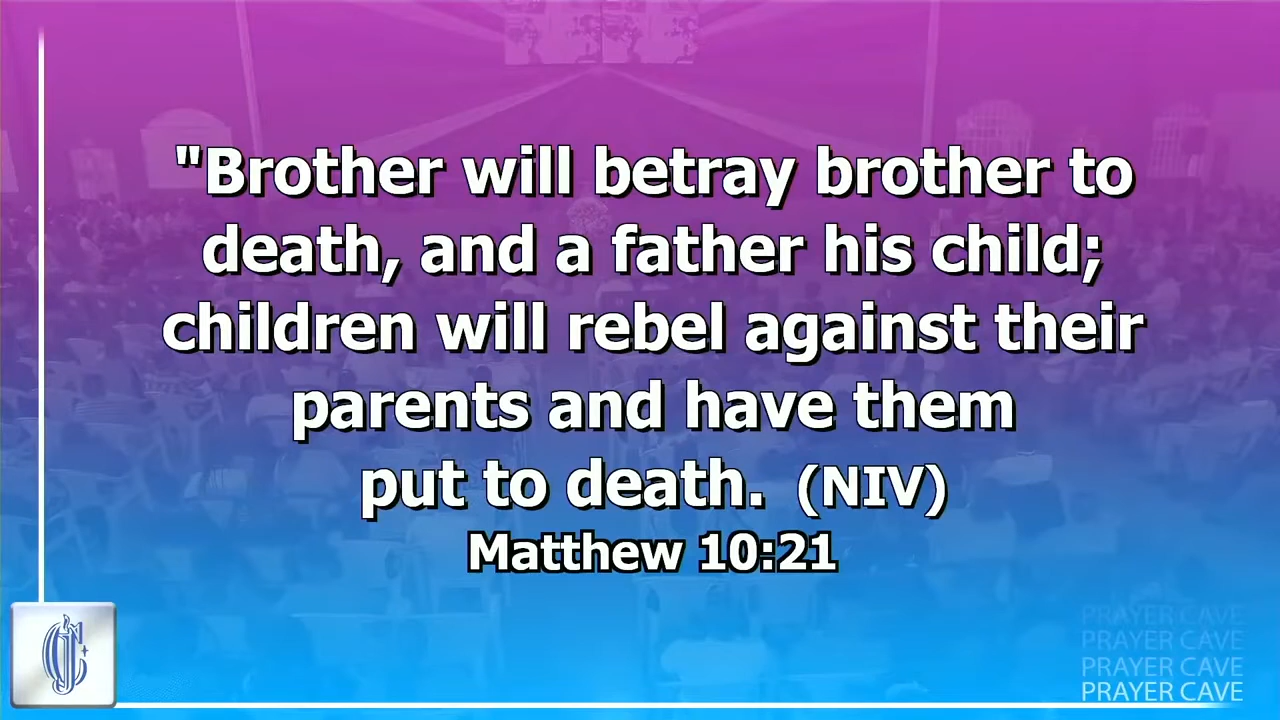 "Brother will betray brother to
death, and a father his child;
children will rebel against their
parents and have them
put to death. (NIV)
Matthew 10:21
PRAYER CAVE
PRAYER CAVE
PRAYER CAVE
PRAYER CAVE